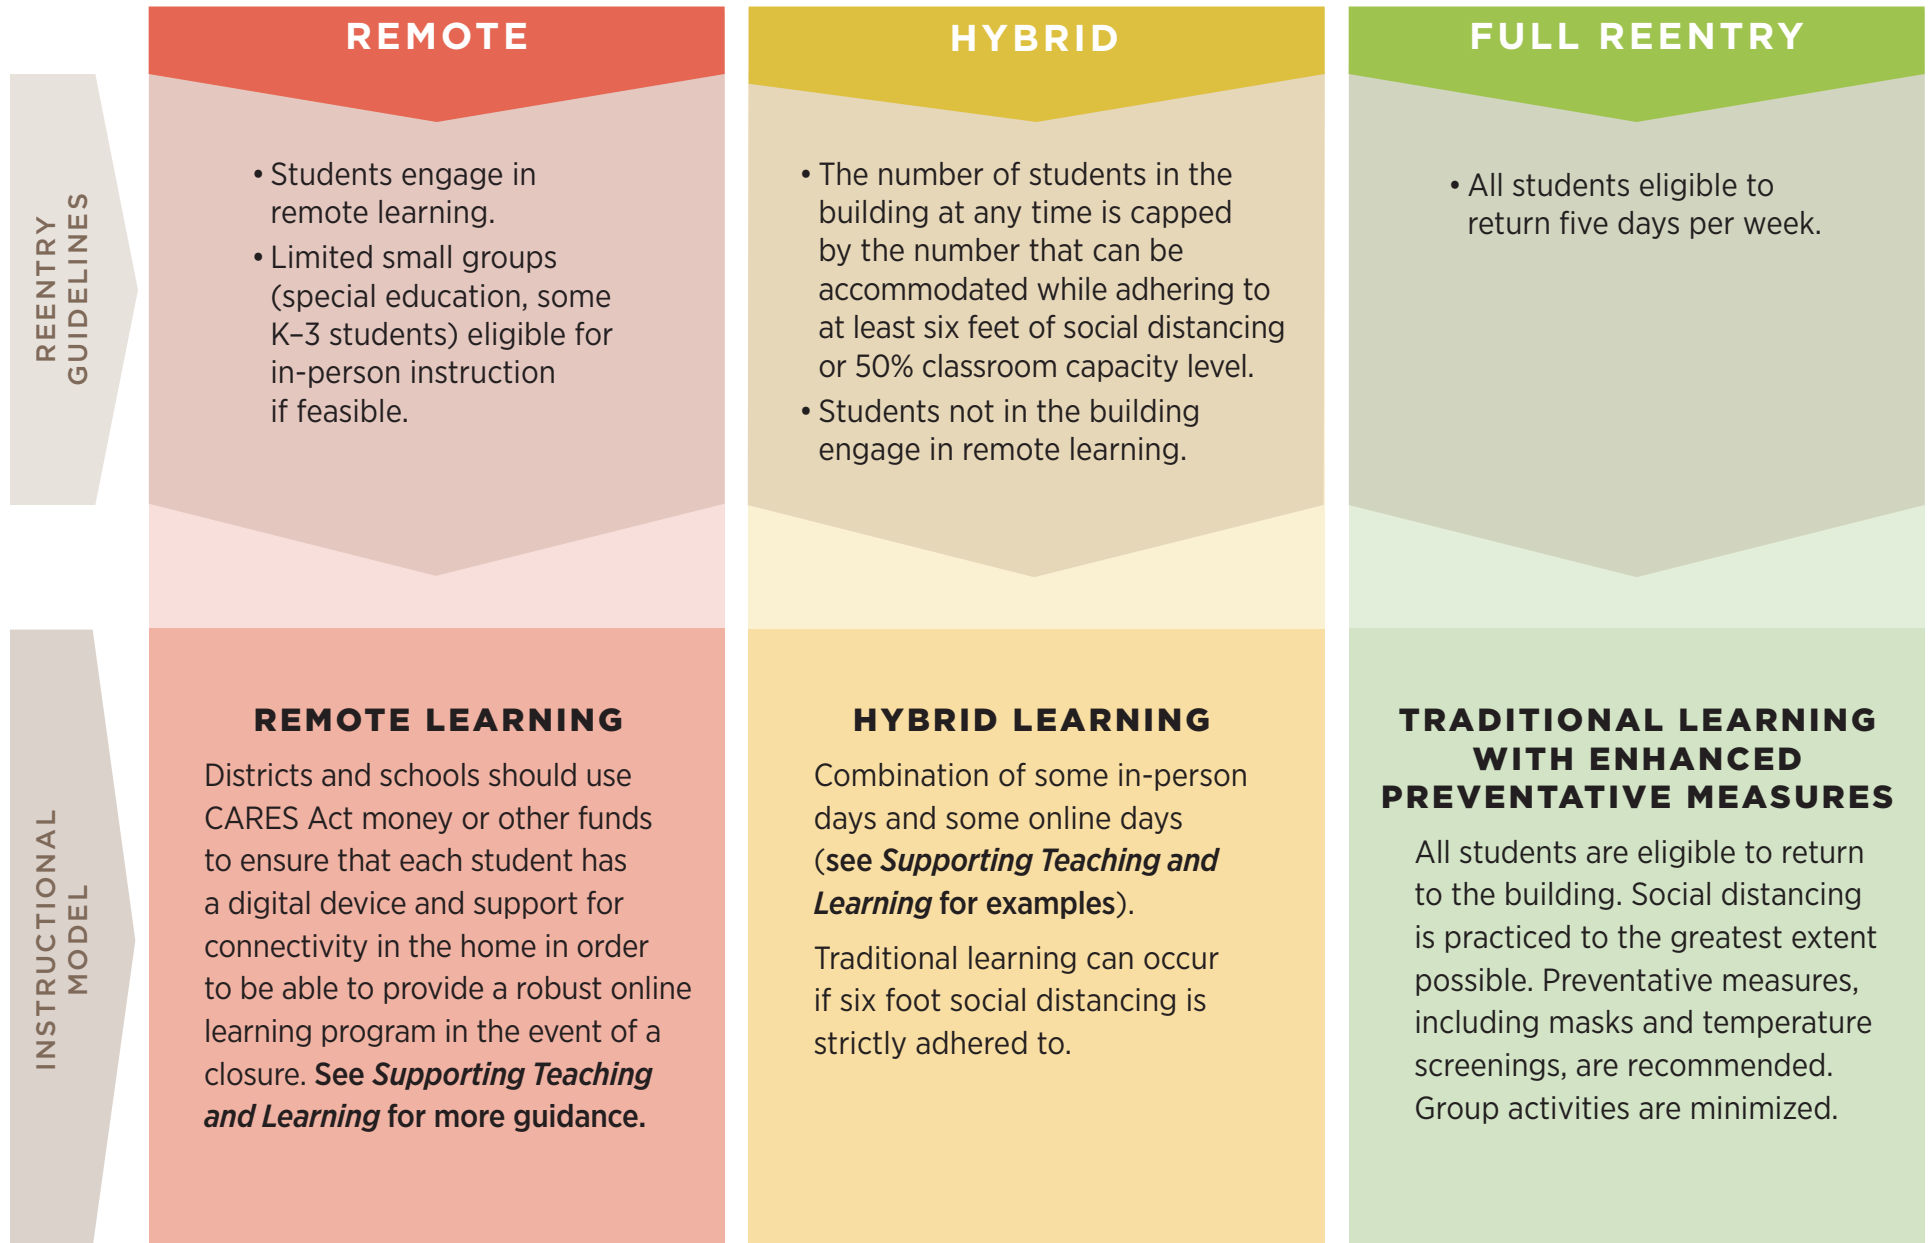 REMOTE
HYBRID
FULL REENTRY
REENTRY
GUIDELINES
• Students engage in
remote learning.
• Limited small groups
(special education, some
K–3 students) eligible for
in-person instruction
if feasible.
• The number of students in the
building at any time is capped
by the number that can be
accommodated while adhering to
at least six feet of social distancing
or 50% classroom capacity level.
• Students not in the building
engage in remote learning.
• All students eligible to
return five days per week.
INSTRUCTIONAL
MODEL
REMOTE LEARNING
Districts and schools should use
CARES Act money or other funds
to ensure that each student has
a digital device and support for
connectivity in the home in order
to be able to provide a robust online
learning program in the event of a
closure. See Supporting Teaching
and Learning for more guidance.
HYBRID LEARNING
Combination of some in-person
days and some online days
(see Supporting Teaching and
Learning for examples).
Traditional learning can occur
if six foot social distancing is
strictly adhered to.
TRADITIONAL LEARNING
WITH ENHANCED
PREVENTATIVE MEASURES
All students are eligible to return
to the building. Social distancing
is practiced to the greatest extent
possible. Preventative measures,
including masks and temperature
screenings, are recommended.
Group activities are minimized.